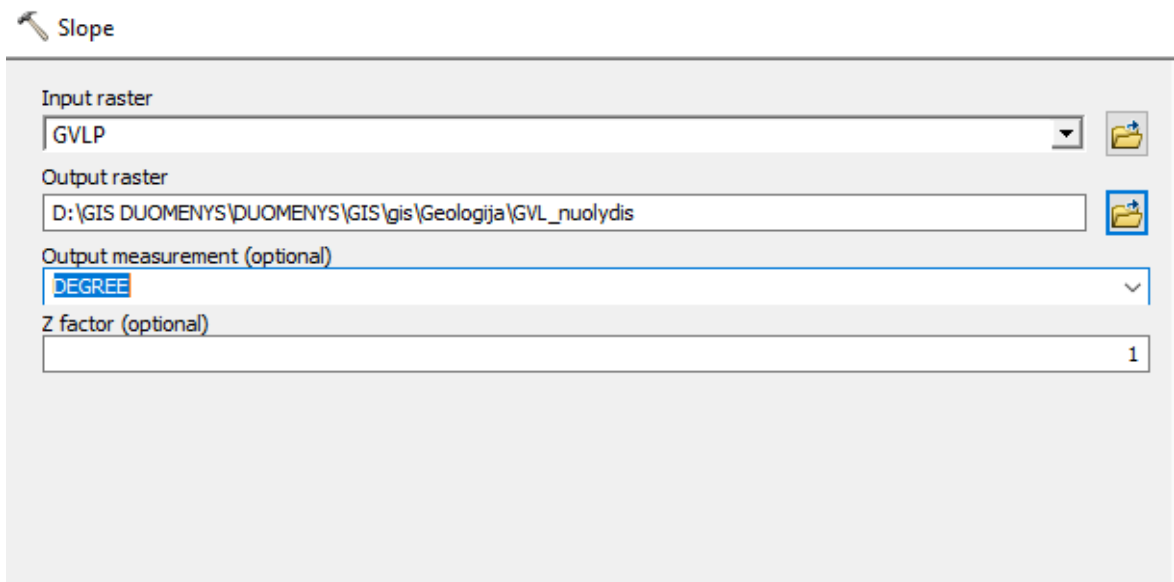 Slope
Input raster
GVLP
Output raster
D:\GIS DUOMENYS\DUOMENYS\GIS\gis\Geologija\GVL_nuolydis
Output measurement (optional)
DEGREE
Z factor (optional)
1